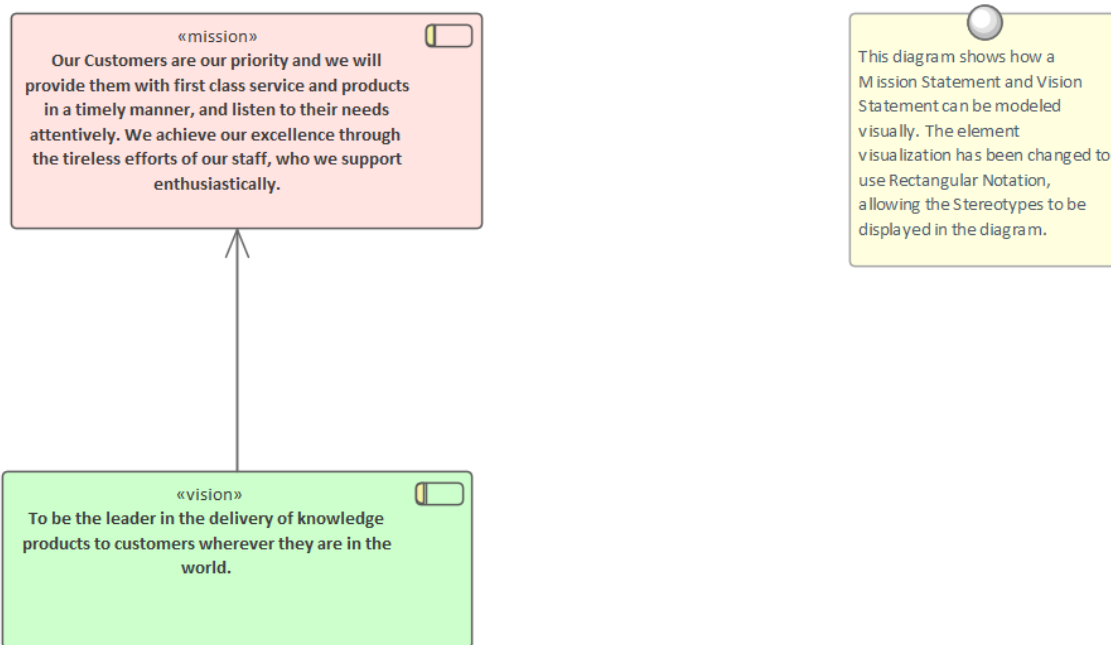 «mission»
Our Customers are our priority and we will
provide them with first class service and products
in a timely manner, and listen to their needs
attentively. We achieve our excellence through
the tireless efforts of our staff, who we support
enthusiastically.
This diagram shows how a
Mission Statement and Vision
Statement can be modeled
visually. The element
visualization has been changed to
use Rectangular Notation,
allowing the Stereotypes to be
displayed in the diagram.
«vision»
To be the leader in the delivery of knowledge
products to customers wherever they are in the
world.